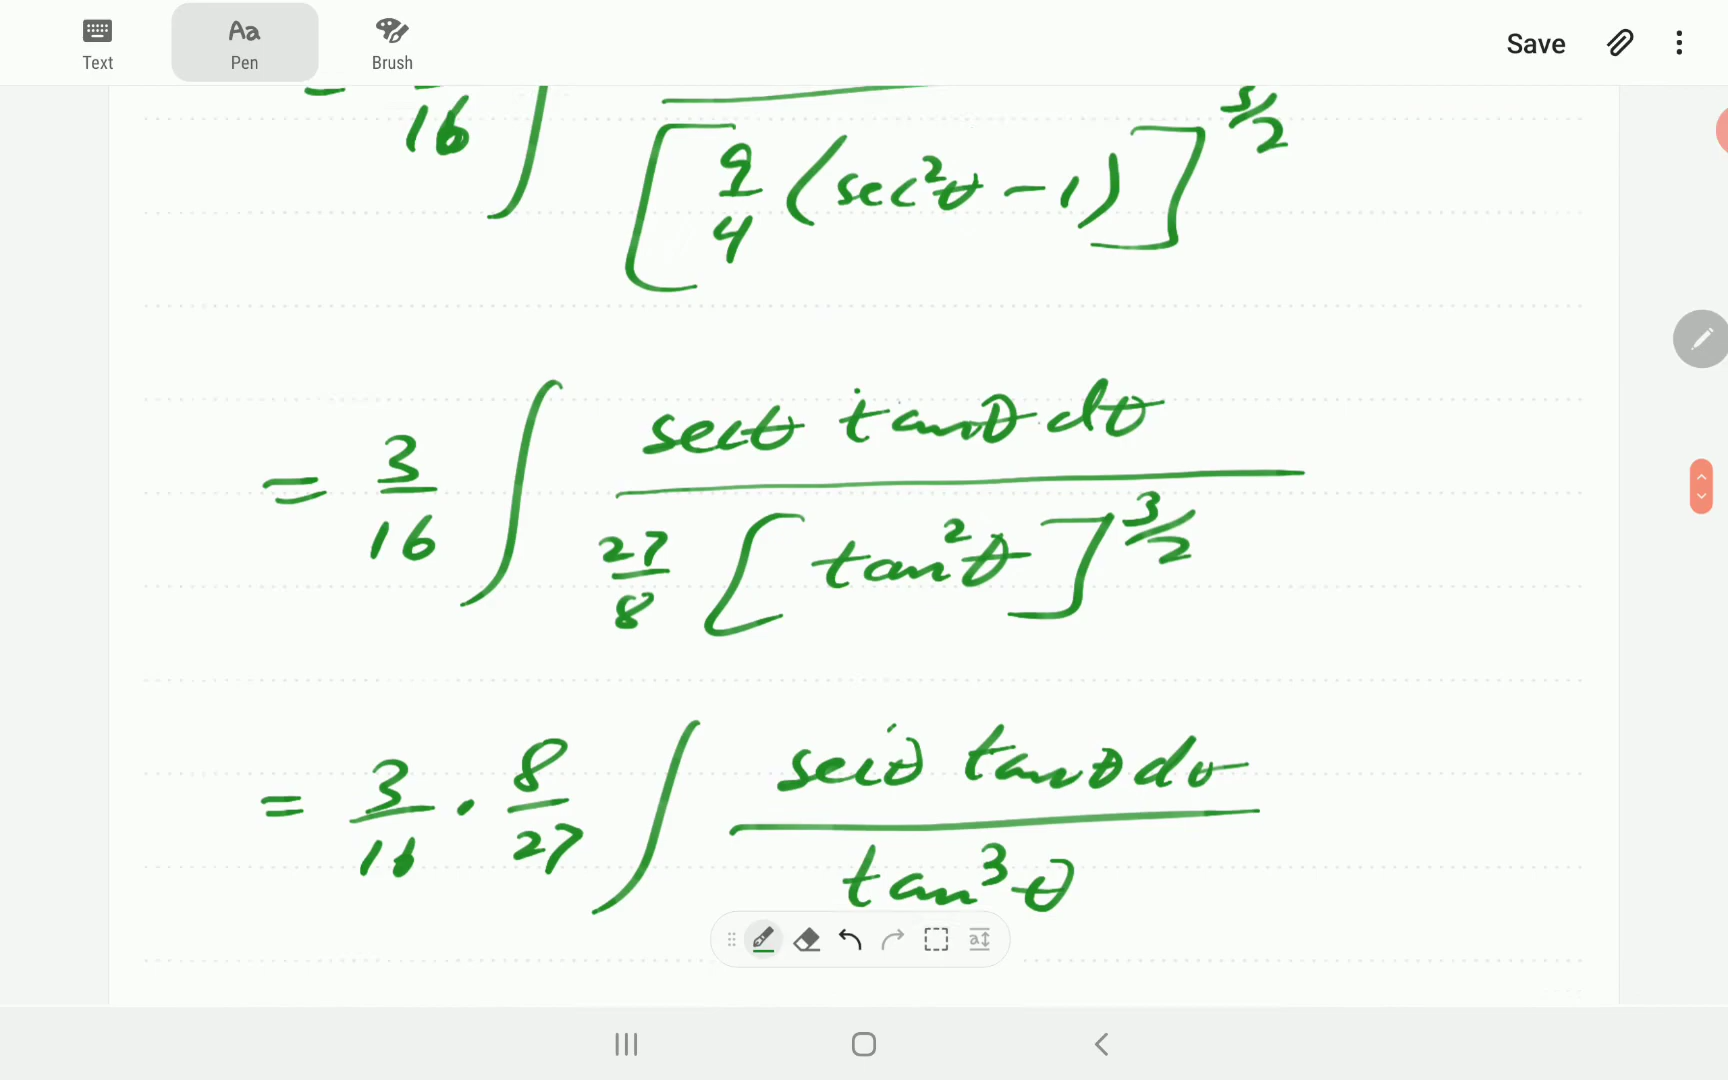 Text Pen Brush Save
= 16 ∫ [9/4 (sec²θ − 1)]^3/2
= 3/16 ∫ secθ tanθ dθ / 27/8 [tan²θ]^3/2
= 3/16 · 8/27 ∫ secθ tanθ dθ / tan³θ